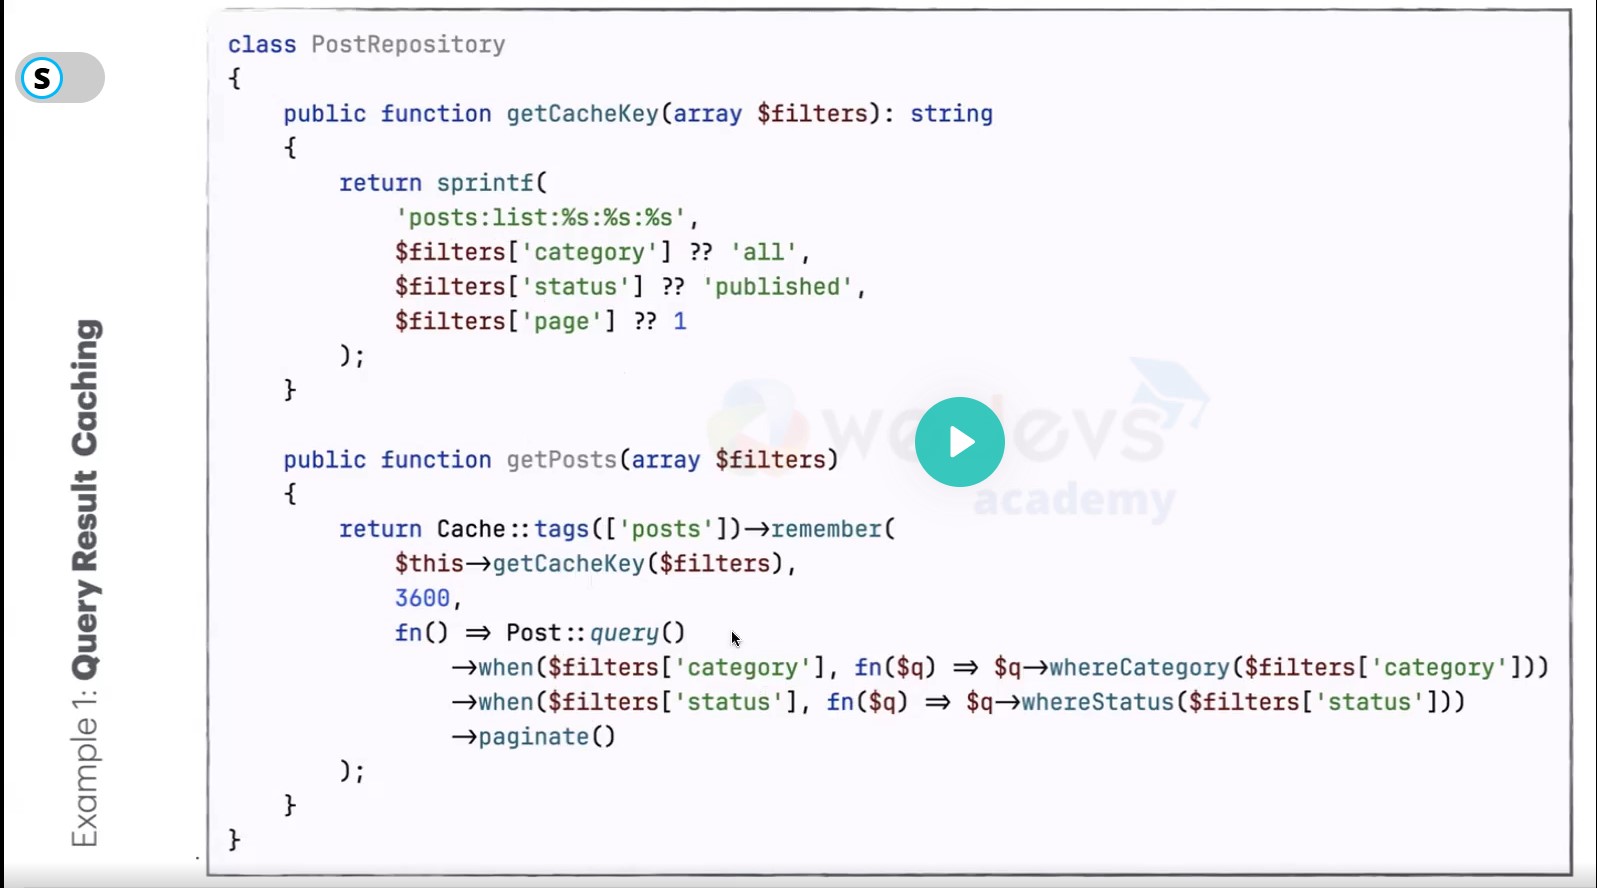 S
Example 1: Query Result Caching
class PostRepository
{
    public function getCacheKey(array $filters): string
    {
        return sprintf(
            'posts:list:%s:%s:%s',
            $filters['category'] ?? 'all',
            $filters['status'] ?? 'published',
            $filters['page'] ?? 1
        );
    }
    public function getPosts(array $filters)
    {
        return Cache::tags(['posts'])→remember(
            $this→getCacheKey($filters),
            3600,
            fn() ⇒ Post::query()
                →when($filters['category'], fn($q) ⇒ $q→whereCategory($filters['category']))
                →when($filters['status'], fn($q) ⇒ $q→whereStatus($filters['status']))
                →paginate()
        );
    }
}
academy